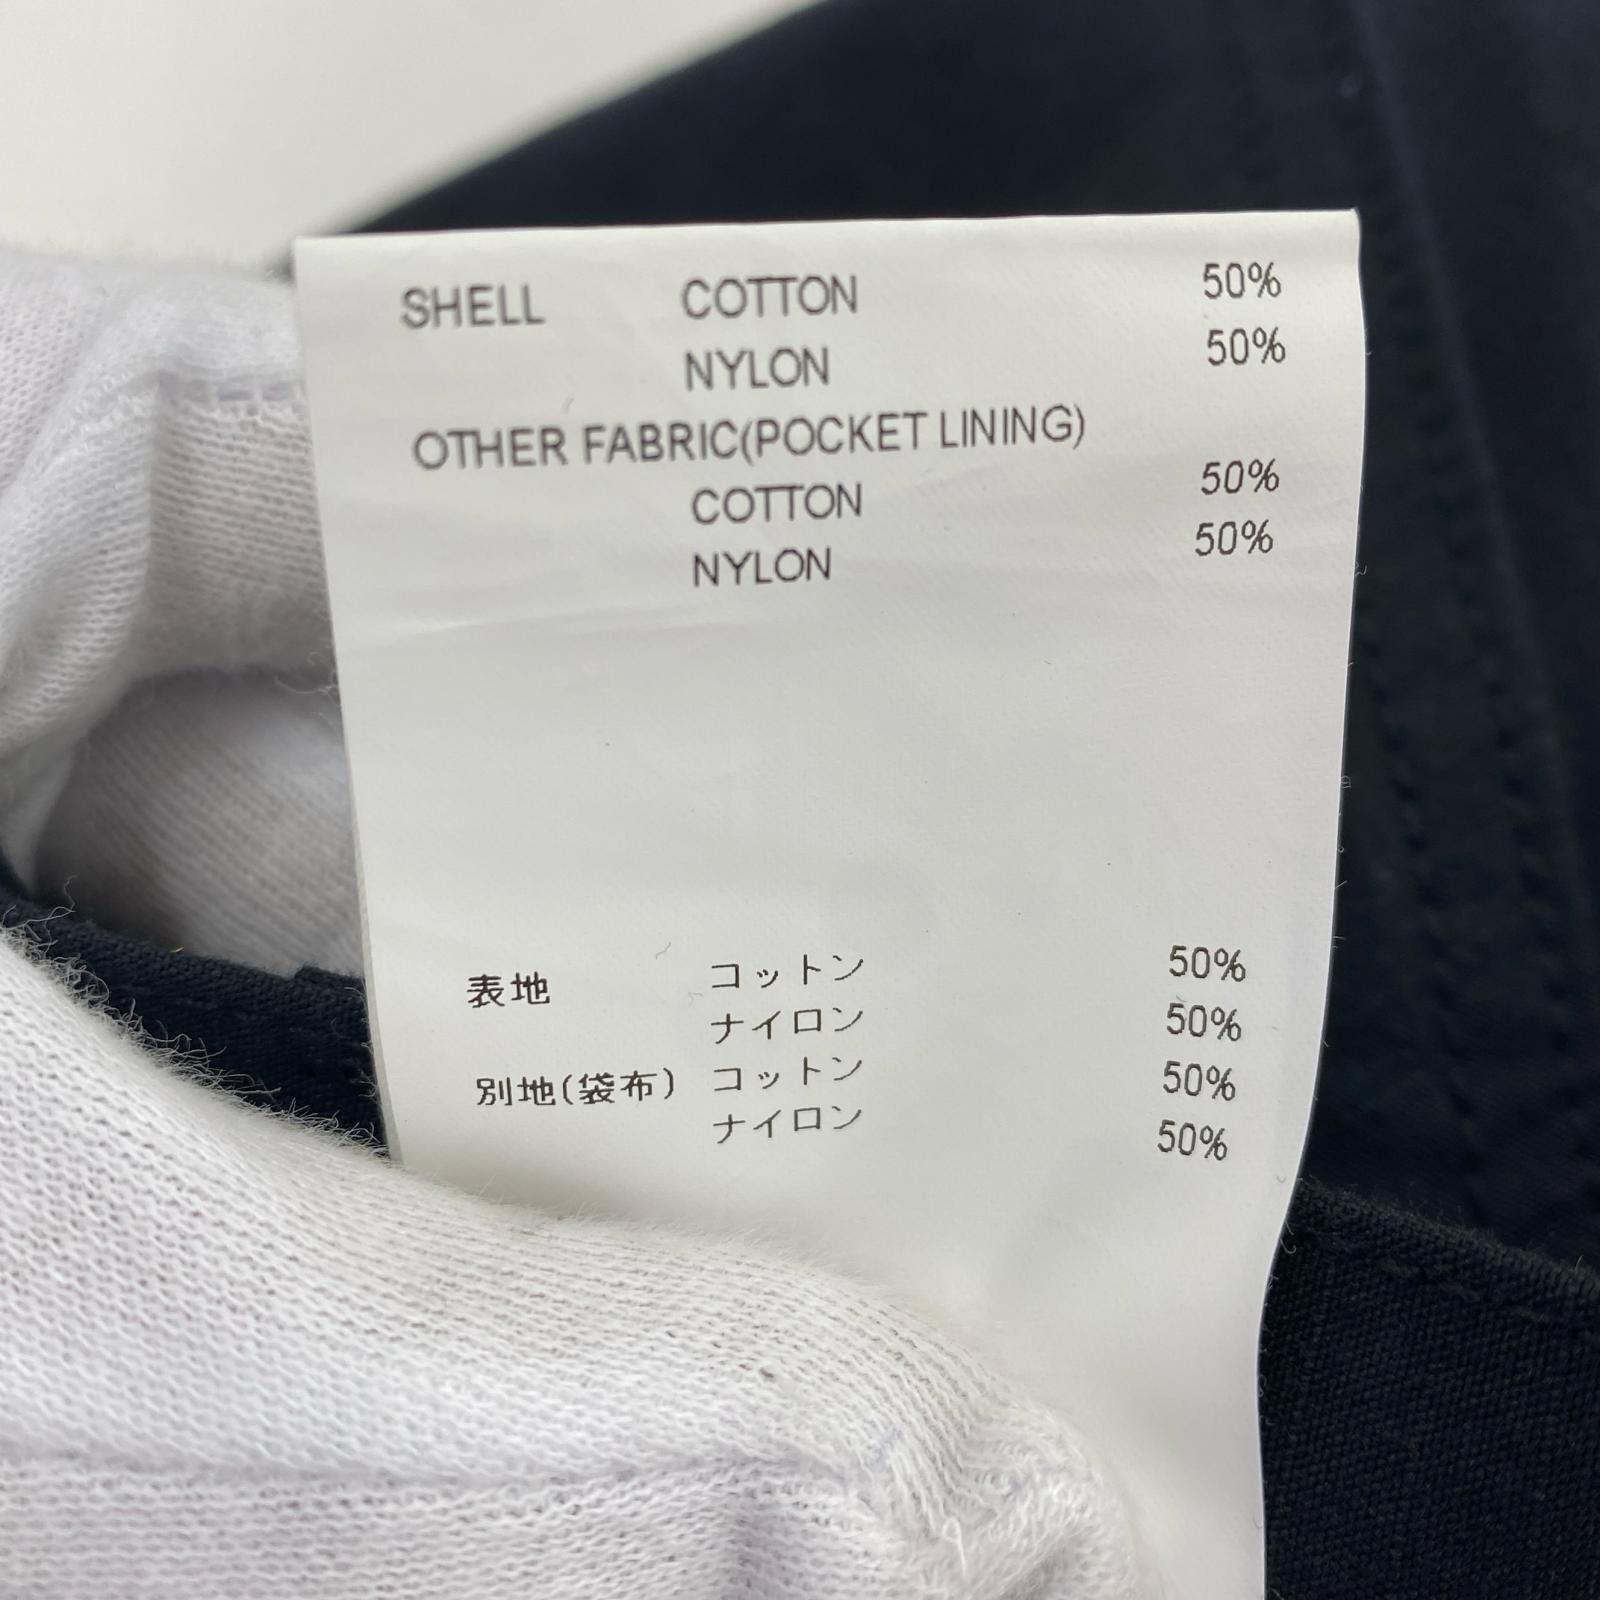 SHELL COTTON 50%
NYLON 50%
OTHER FABRIC(POCKET LINING)
COTTON 50%
NYLON 50%
表地 コットン 50%
ナイロン 50%
別地(袋布) コットン 50%
ナイロン 50%